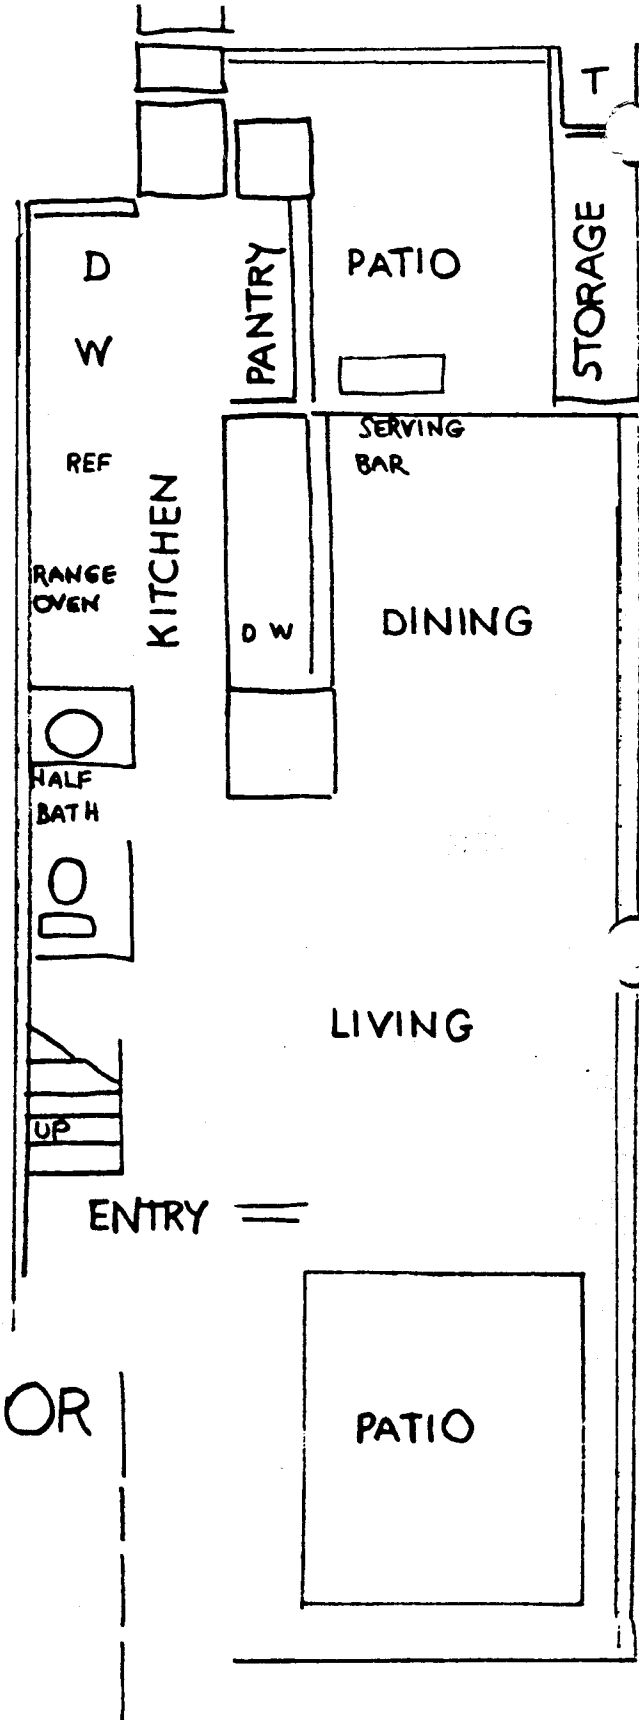 T
STORAGE
D
PANTRY
PATIO
W
SERVING
BAR
REF
KITCHEN
RANGE
OVEN
D W
DINING
HALF
BATH
LIVING
UP
ENTRY
OR
PATIO